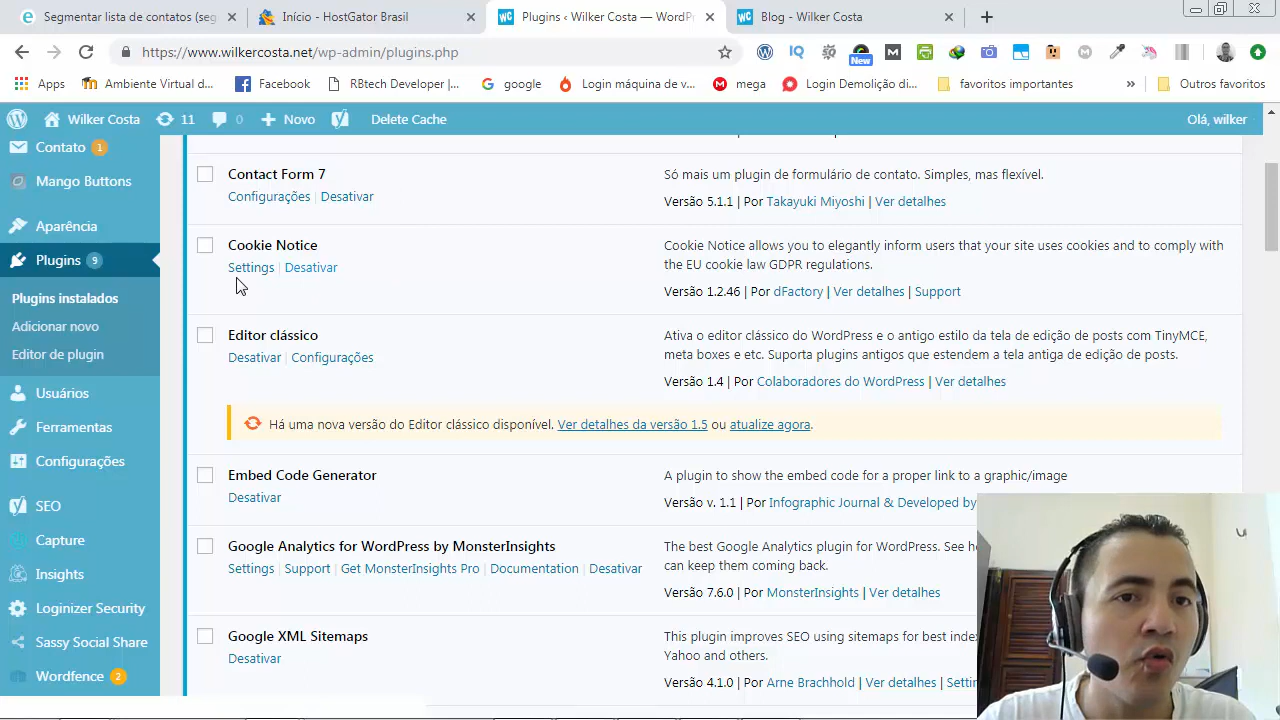 Segmentar lista de contatos (seg
Início - HostGator Brasil
Plugins ‹ Wilker Costa — WordPr
Blog - Wilker Costa
https://www.wilkercosta.net/wp-admin/plugins.php
New
Apps
Ambiente Virtual d...
Facebook
RBtech Developer |...
google
Login máquina de v...
mega
Login Demolição di...
favoritos importantes
Outros favoritos
Wilker Costa
11
0
Novo
Delete Cache
Olá, wilker
Contato 1
Mango Buttons
Aparência
Plugins 9
Plugins instalados
Adicionar novo
Editor de plugin
Usuários
Ferramentas
Configurações
SEO
Capture
Insights
Loginizer Security
Sassy Social Share
Wordfence 2
Contact Form 7
Configurações | Desativar
Só mais um plugin de formulário de contato. Simples, mas flexível.
Versão 5.1.1 | Por Takayuki Miyoshi | Ver detalhes
Cookie Notice
Settings | Desativar
Cookie Notice allows you to elegantly inform users that your site uses cookies and to comply with
the EU cookie law GDPR regulations.
Versão 1.2.46 | Por dFactory | Ver detalhes | Support
Editor clássico
Desativar | Configurações
Ativa o editor clássico do WordPress e o antigo estilo da tela de edição de posts com TinyMCE,
meta boxes e etc. Suporta plugins antigos que estendem a tela antiga de edição de posts.
Versão 1.4 | Por Colaboradores do WordPress | Ver detalhes
Há uma nova versão do Editor clássico disponível. Ver detalhes da versão 1.5 ou atualize agora.
Embed Code Generator
Desativar
A plugin to show the embed code for a proper link to a graphic/image
Versão v. 1.1 | Por Infographic Journal & Developed by
Google Analytics for WordPress by MonsterInsights
Settings | Support | Get MonsterInsights Pro | Documentation | Desativar
The best Google Analytics plugin for WordPress. See h
can keep them coming back.
Versão 7.6.0 | Por MonsterInsights | Ver detalhes
Google XML Sitemaps
Desativar
This plugin improves SEO using sitemaps for best inde
Yahoo and others.
Versão 4.1.0 | Por Arne Brachhold | Ver detalhes | Settin